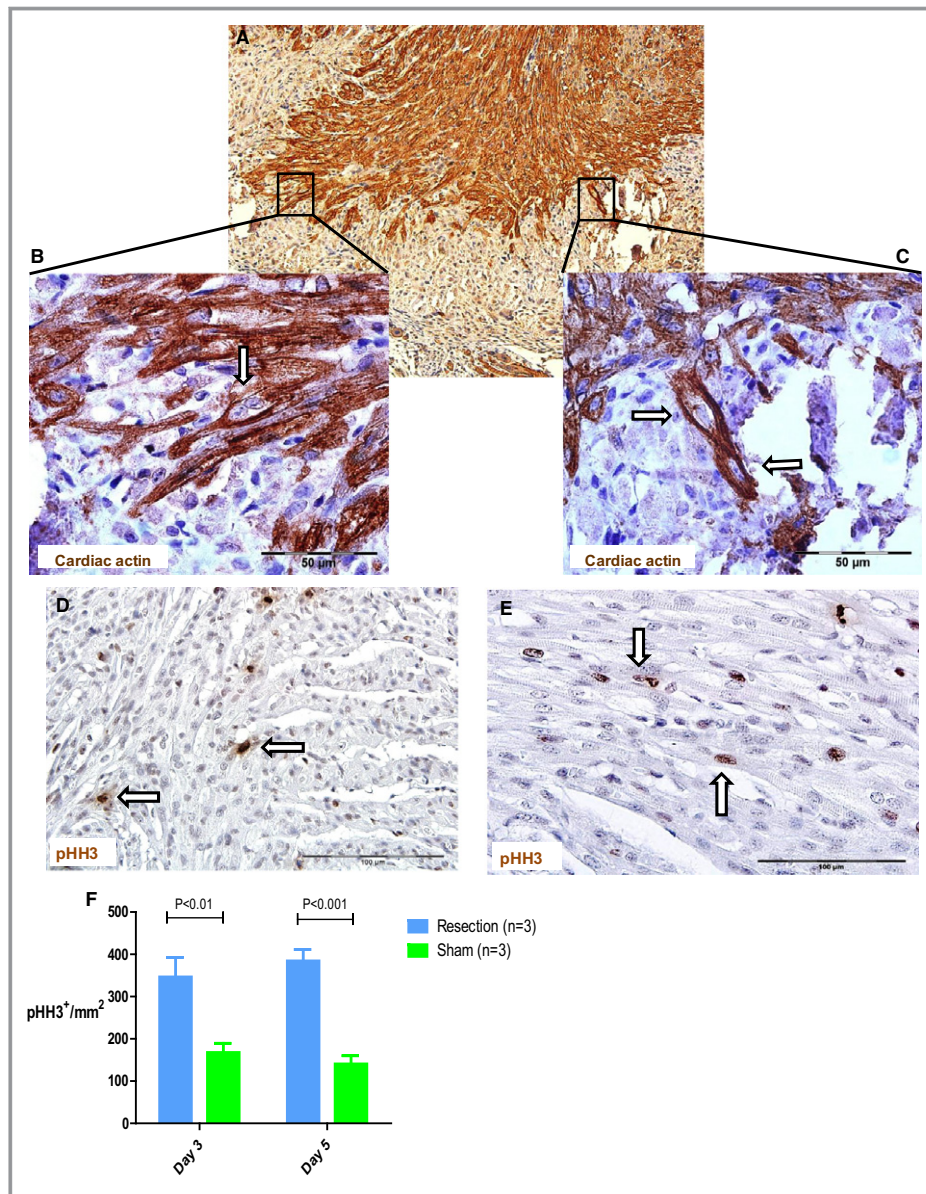 A
B
C
Cardiac actin
50 µm
Cardiac actin
50 µm
D
E
pHH3
100 µm
pHH3
100 µm
F
500
400
300
200
100
0
pHH3⁺/mm²
P<0.01
P<0.001
Resection (n=3)
Sham (n=3)
Day 3
Day 5